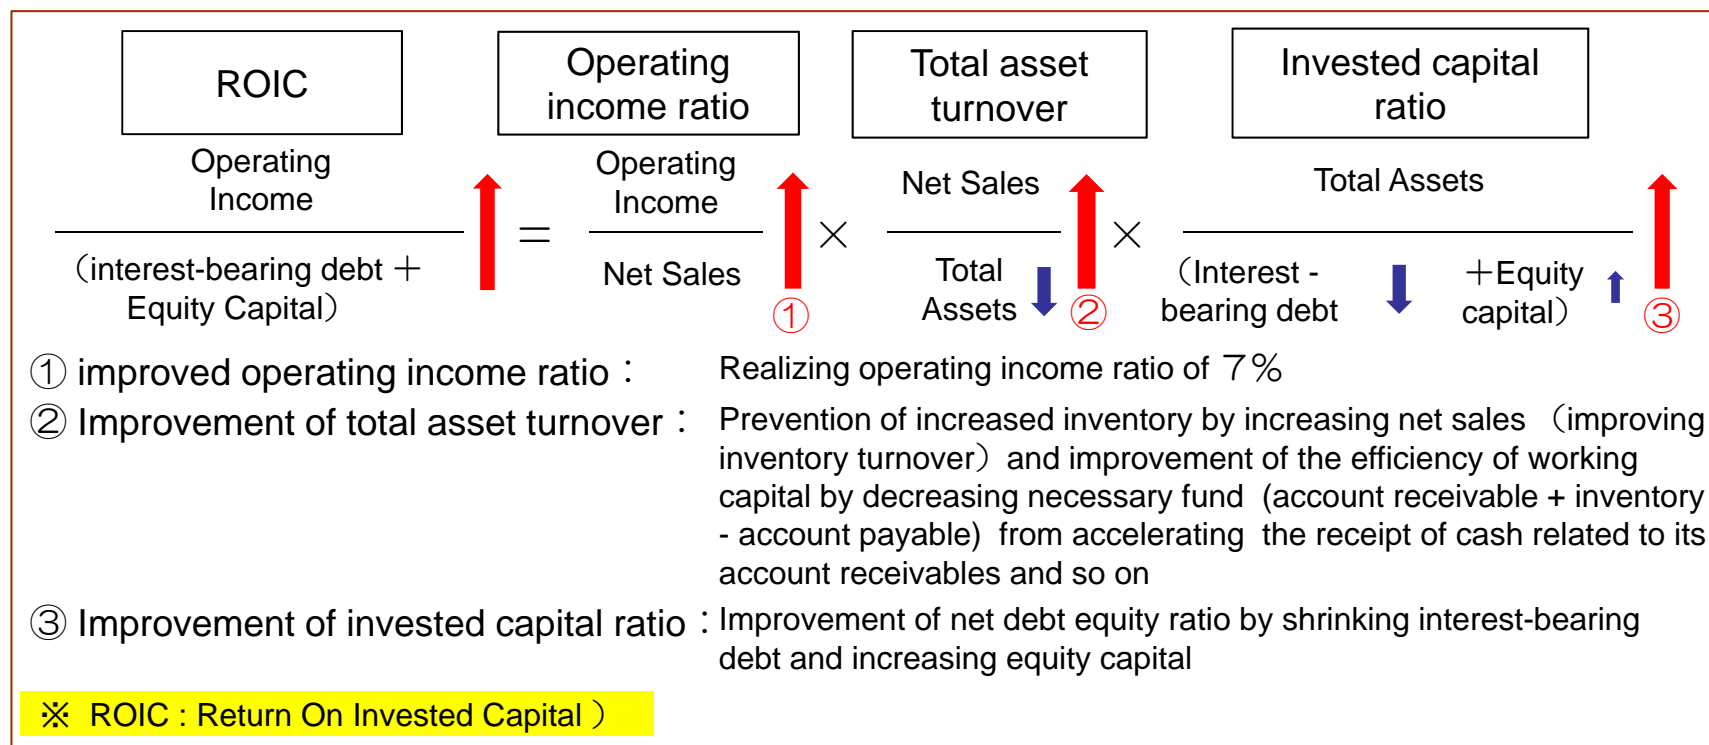 ROIC
Operating
income ratio
Total asset
turnover
Invested capital
ratio
Operating
Income
（interest-bearing debt ＋
Equity Capital）
＝
Operating
Income
Net Sales
①
×
Net Sales
Total
Assets
②
×
Total Assets
（Interest -
bearing debt
＋Equity
capital）
③
① improved operating income ratio：
Realizing operating income ratio of ７％
② Improvement of total asset turnover：
Prevention of increased inventory by increasing net sales （improving
inventory turnover）and improvement of the efficiency of working
capital by decreasing necessary fund (account receivable + inventory
- account payable) from accelerating the receipt of cash related to its
account receivables and so on
③ Improvement of invested capital ratio：
Improvement of net debt equity ratio by shrinking interest-bearing
debt and increasing equity capital
※ ROIC : Return On Invested Capital ）